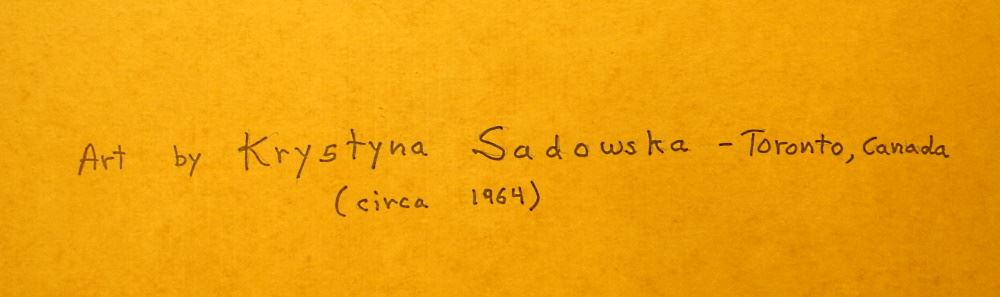 Art by Krystyna Sadowska - Toronto, Canada
(circa 1964)